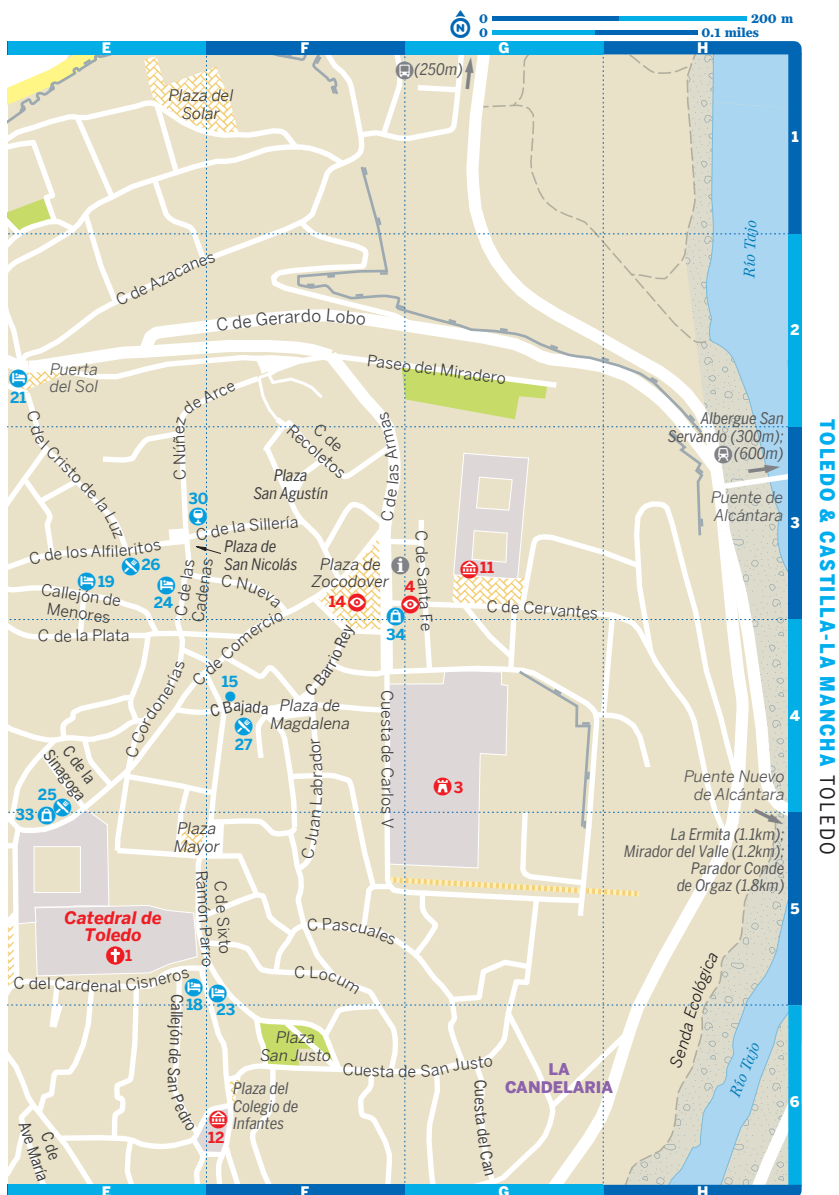 N
0
200 m
0
0.1 miles
E
F
G
H
(250m)
Plaza del
Solar
1
Río Tajo
C de Azacanes
C de Gerardo Lobo
2
Paseo del Miradero
Puerta
del Sol
21
C Núñez de Arce
C de
Recoletos
C de las Armas
Albergue San
Servando (300m);
(600m)
C del Cristo de la Luz
Plaza
San Agustín
Puente de
Alcántara
30
C de la Sillería
3
C de los Alfileritos
Plaza de
San Nicolás
Plaza de
Zocodover
i
C de Santa Fe
11
26
19
24
C de las
Cadenas
C Nueva
14
4
Callejón de
Menores
34
C de Cervantes
C de la Plata
C de Comercio
C Barrio Rey
C Cordonerías
15
C Bajada
27
Plaza de
Magdalena
Cuesta de Carlos V
4
C de la
Sinagoga
C Juan Labrador
3
Puente Nuevo
de Alcántara
25
33
Plaza
Mayor
La Ermita (1.1km);
Mirador del Valle (1.2km);
Parador Conde
de Orgaz (1.8km)
C de Sixto
Ramón Parro
Catedral de
Toledo
1
C Pascuales
5
C del Cardenal Cisneros
C Locum
18
23
Senda Ecológica
Callejón de San Pedro
Plaza
San Justo
Cuesta de San Justo
LA
CANDELARIA
Río Tajo
Plaza del
Colegio de
Infantes
12
Cuesta del Can
6
C de
Ave María
E
F
G
H
TOLEDO & CASTILLA-LA MANCHA TOLEDO